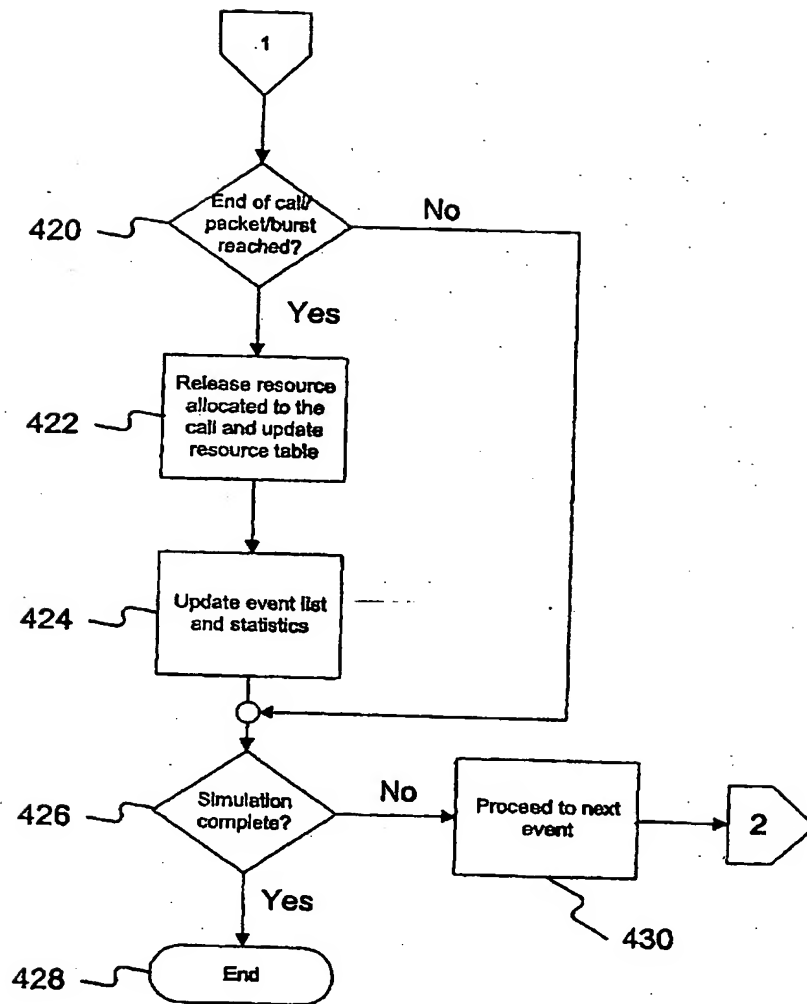 1
End of call/
packet/burst
reached?
No
420
Yes
Release resource
allocated to the
call and update
resource table
422
Update event list
and statistics
424
Simulation
complete?
426
No
Proceed to next
event
2
430
Yes
End
428